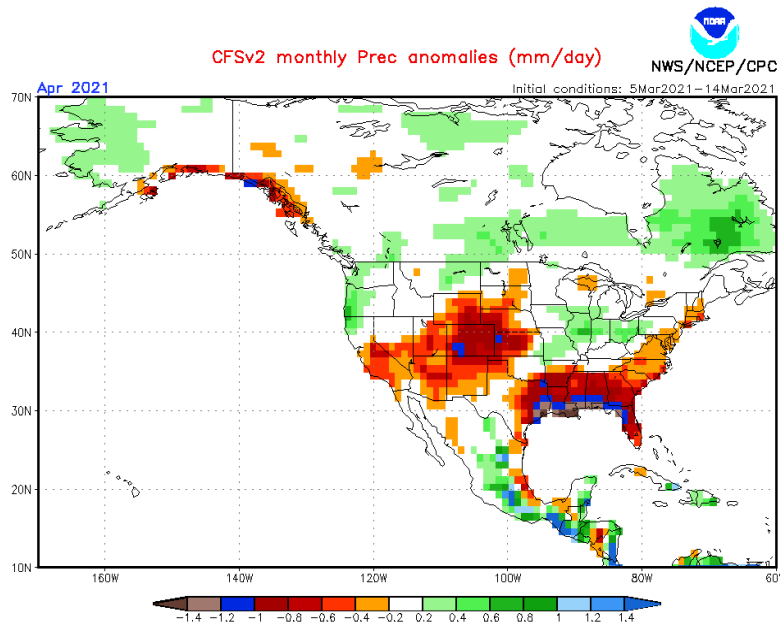 NOAA
CFSv2 monthly Prec anomalies (mm/day)
NWS/NCEP/CPC
Apr 2021
Initial conditions: 5Mar2021-14Mar2021
70N
60N
50N
40N
30N
20N
10N
160W 140W 120W 100W 80W 60W
-1.4 -1.2 -1 -0.8 -0.6 -0.4 -0.2 0.2 0.4 0.6 0.8 1 1.2 1.4